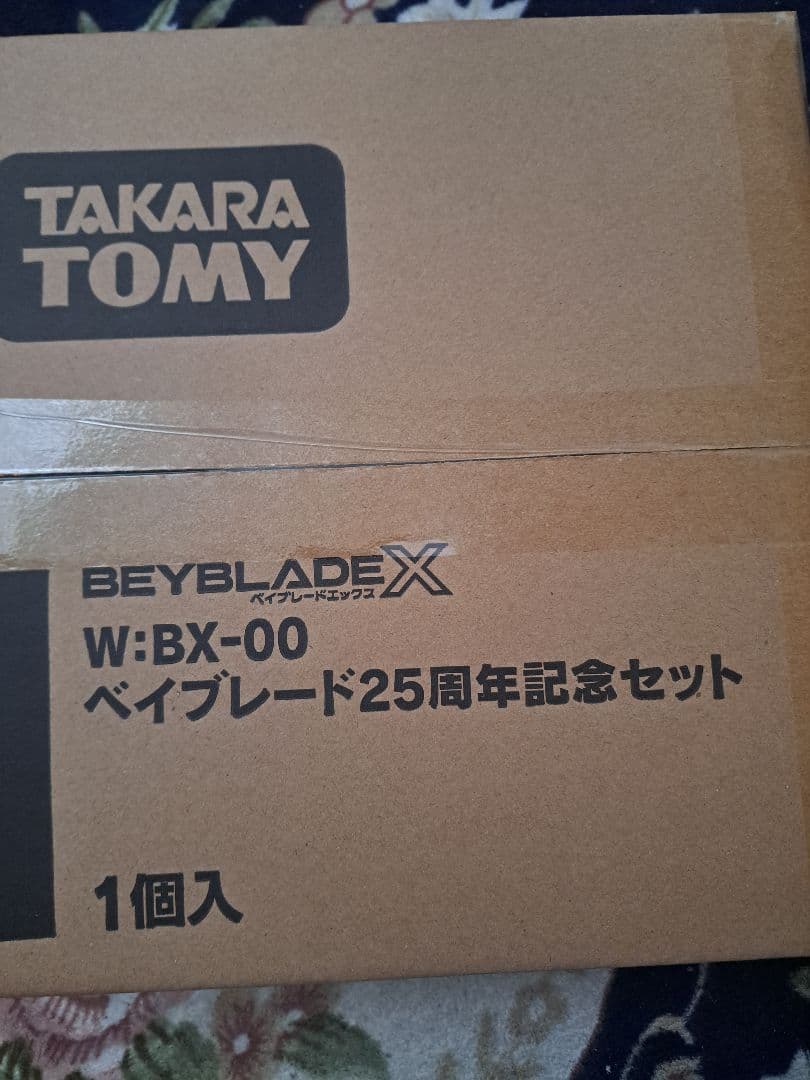 TAKARA
TOMY
BEYBLADE X
ベイブレードエックス
W:BX-00
ベイブレード25周年記念セット
1個入